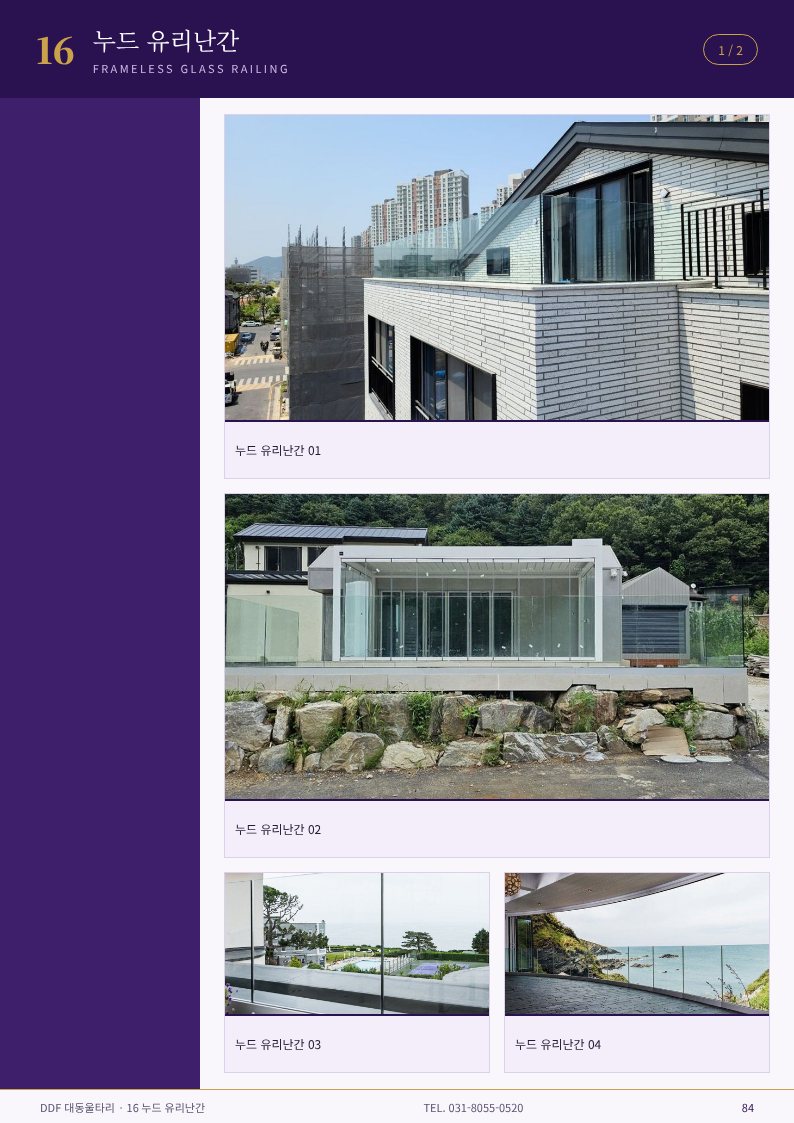 16
누드 유리난간
FRAMELESS GLASS RAILING
1 / 2
누드 유리난간 01
누드 유리난간 02
누드 유리난간 03
누드 유리난간 04
DDF 대동울타리 · 16 누드 유리난간
TEL. 031-8055-0520
84